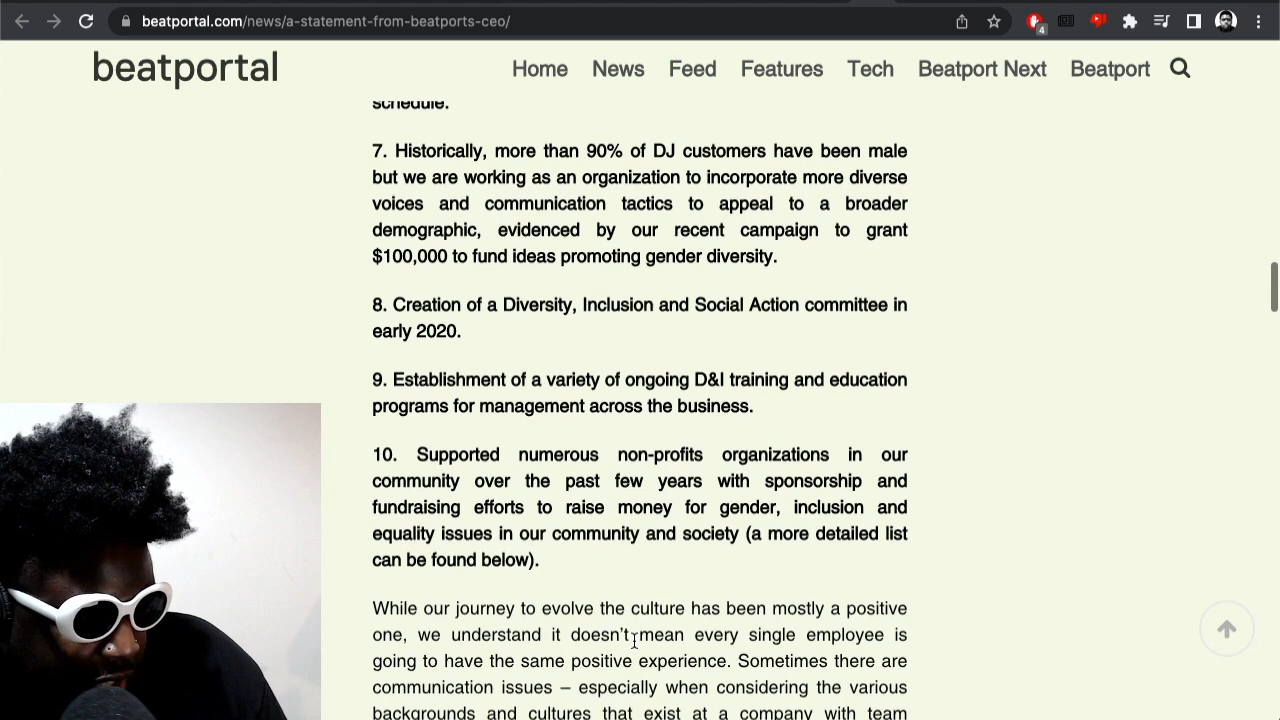 beatportal.com/news/a-statement-from-beatports-ceo/
4
beatportal
Home News Feed Features Tech Beatport Next Beatport
schedule.
7. Historically, more than 90% of DJ customers have been male
but we are working as an organization to incorporate more diverse
voices and communication tactics to appeal to a broader
demographic, evidenced by our recent campaign to grant
$100,000 to fund ideas promoting gender diversity.
8. Creation of a Diversity, Inclusion and Social Action committee in
early 2020.
9. Establishment of a variety of ongoing D&I training and education
programs for management across the business.
10. Supported numerous non-profits organizations in our
community over the past few years with sponsorship and
fundraising efforts to raise money for gender, inclusion and
equality issues in our community and society (a more detailed list
can be found below).
While our journey to evolve the culture has been mostly a positive
one, we understand it doesn't mean every single employee is
going to have the same positive experience. Sometimes there are
communication issues – especially when considering the various
backgrounds and cultures that exist at a company with team